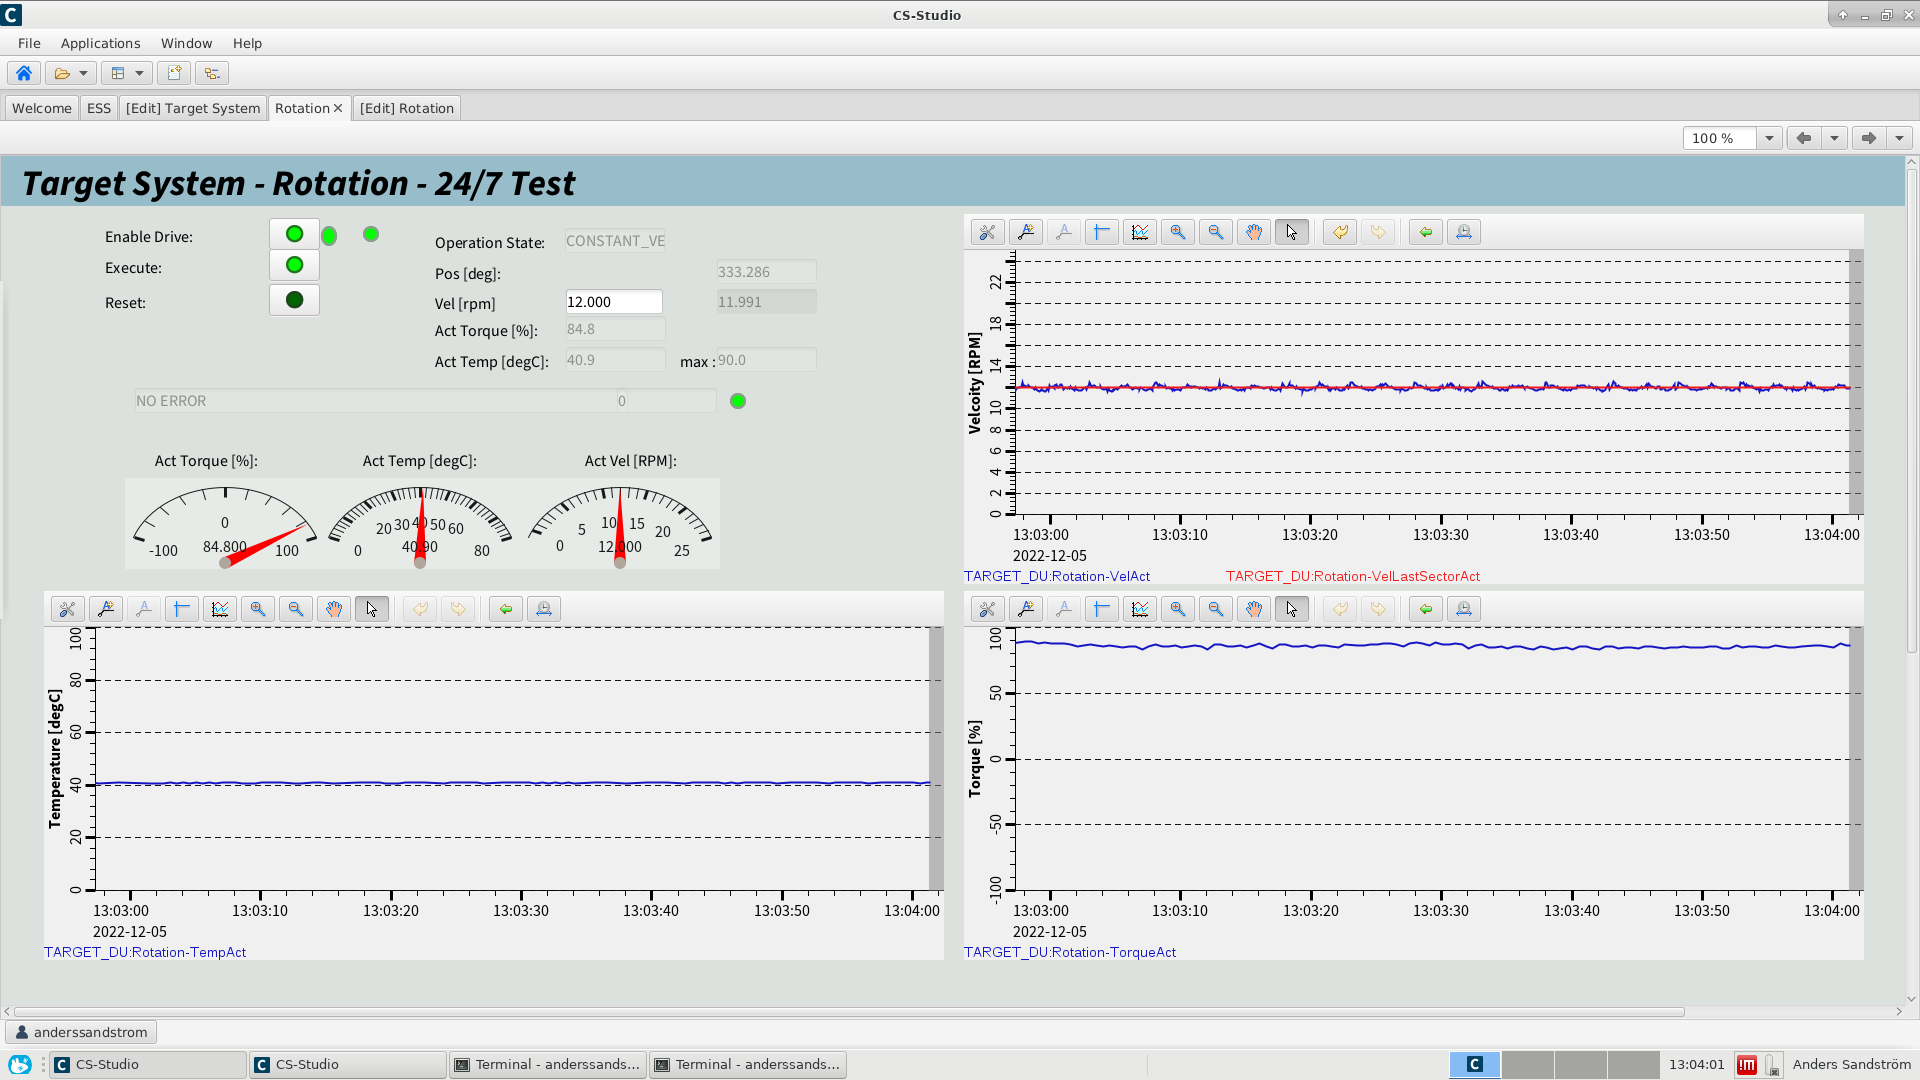 CS-Studio
File Applications Window Help
Welcome ESS [Edit] Target System Rotation [Edit] Rotation
100 %
Target System - Rotation - 24/7 Test
Enable Drive:
Execute:
Reset:
Operation State: CONSTANT_VE
Pos [deg]: 333.286
Vel [rpm] 12.000 11.991
Act Torque [%]: 84.8
Act Temp [degC]: 40.9 max : 90.0
NO ERROR 0
Act Torque [%]: Act Temp [degC]: Act Vel [RPM]:
-100 0 100 84.800
0 20 30 40 50 60 80 40.90
0 5 10 15 20 25 12.000
Velcoity [RPM]
22
18
14
10
8
6
4
2
0
13:03:00 13:03:10 13:03:20 13:03:30 13:03:40 13:03:50 13:04:00
2022-12-05
TARGET_DU:Rotation-VelAct TARGET_DU:Rotation-VelLastSectorAct
Temperature [degC]
100
80
60
40
20
0
13:03:00 13:03:10 13:03:20 13:03:30 13:03:40 13:03:50 13:04:00
2022-12-05
TARGET_DU:Rotation-TempAct
Torque [%]
100
50
0
-50
-100
13:03:00 13:03:10 13:03:20 13:03:30 13:03:40 13:03:50 13:04:00
2022-12-05
TARGET_DU:Rotation-TorqueAct
anderssandstrom
CS-Studio CS-Studio Terminal - anderssands... Terminal - anderssands... 13:04:01 Anders Sandström